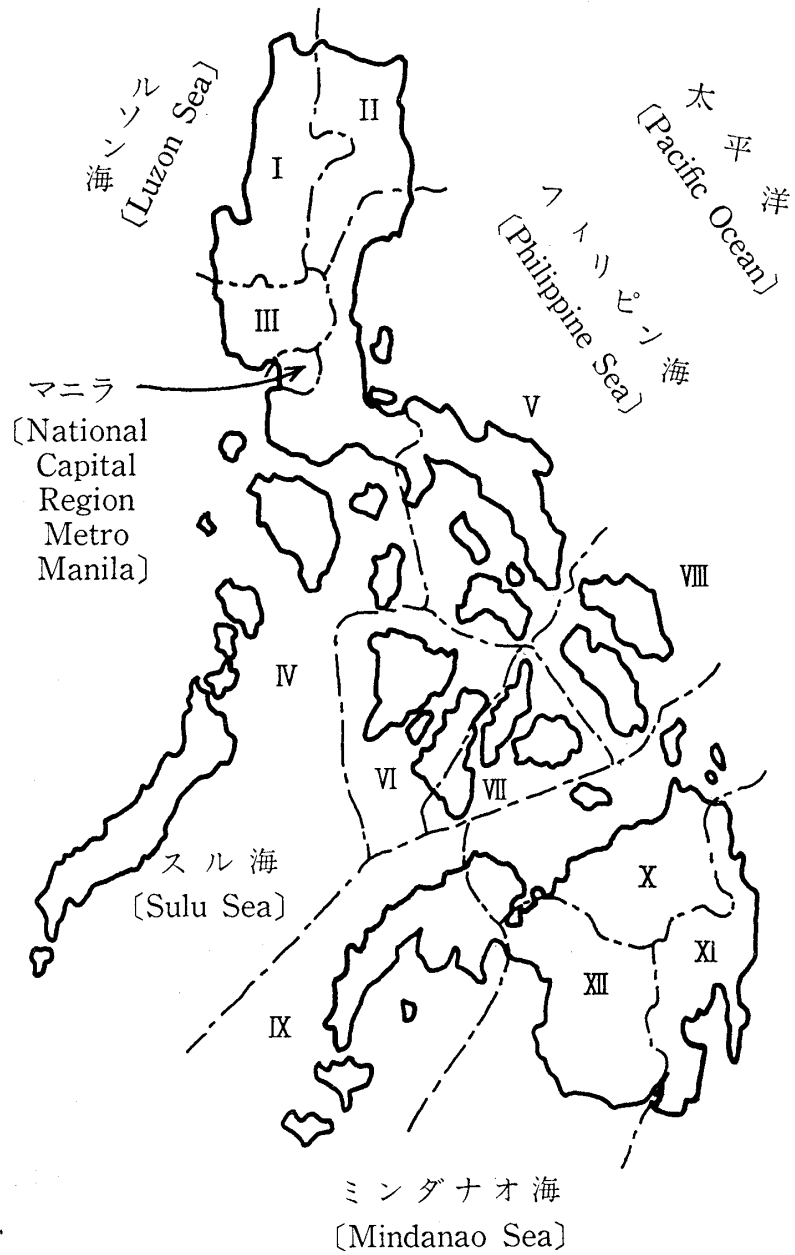 ルソン海
〔Luzon Sea〕
太平洋
〔Pacific Ocean〕
フィリピン海
〔Philippine Sea〕
I
II
III
マニラ
〔National
Capital
Region
Metro
Manila〕
V
VIII
IV
VI
VII
スル海
〔Sulu Sea〕
X
XI
XII
IX
ミンダナオ海
〔Mindanao Sea〕